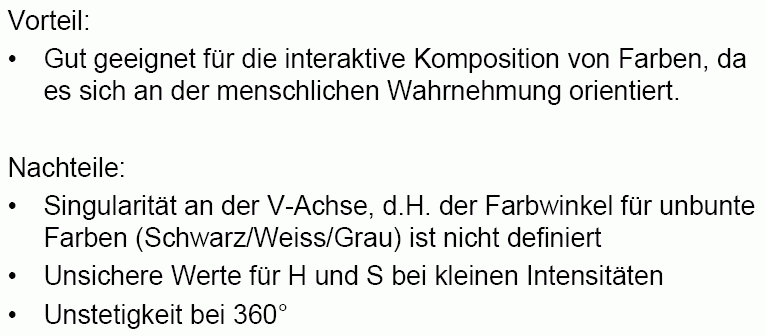 Vorteil:
• Gut geeignet für die interaktive Komposition von Farben, da
es sich an der menschlichen Wahrnehmung orientiert.
Nachteile:
• Singularität an der V-Achse, d.H. der Farbwinkel für unbunte
Farben (Schwarz/Weiss/Grau) ist nicht definiert
• Unsichere Werte für H und S bei kleinen Intensitäten
• Unstetigkeit bei 360°